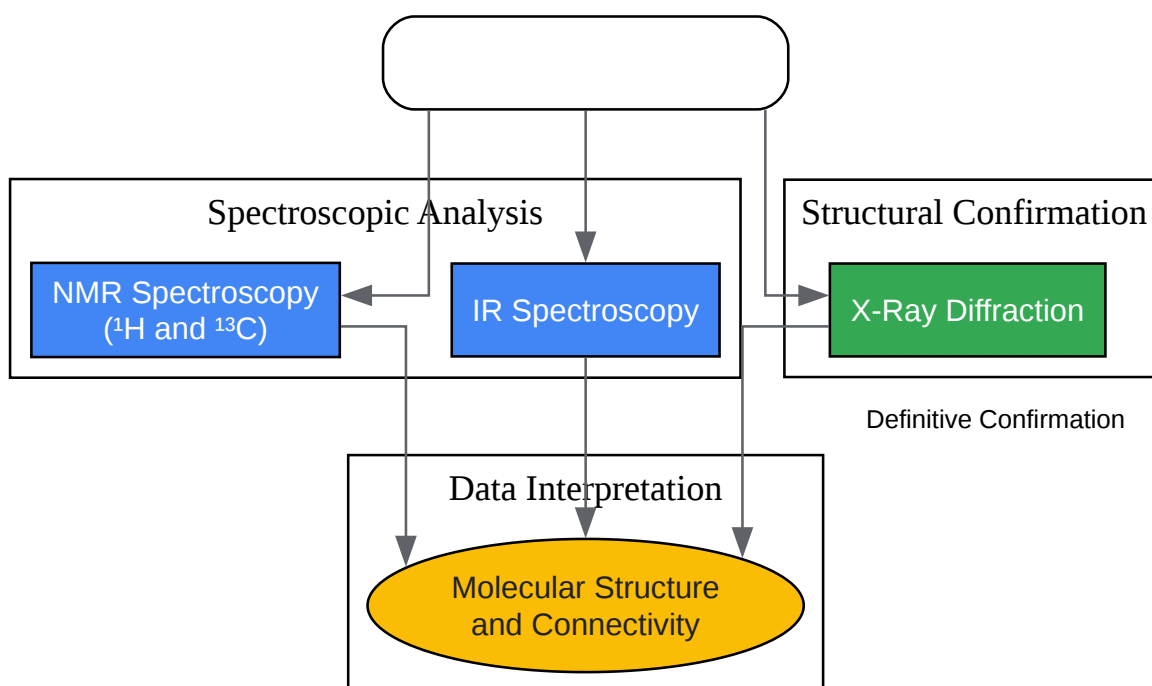 Spectroscopic Analysis
Structural Confirmation
NMR Spectroscopy
(¹H and ¹³C)
IR Spectroscopy
X-Ray Diffraction
Definitive Confirmation
Data Interpretation
Molecular Structure
and Connectivity